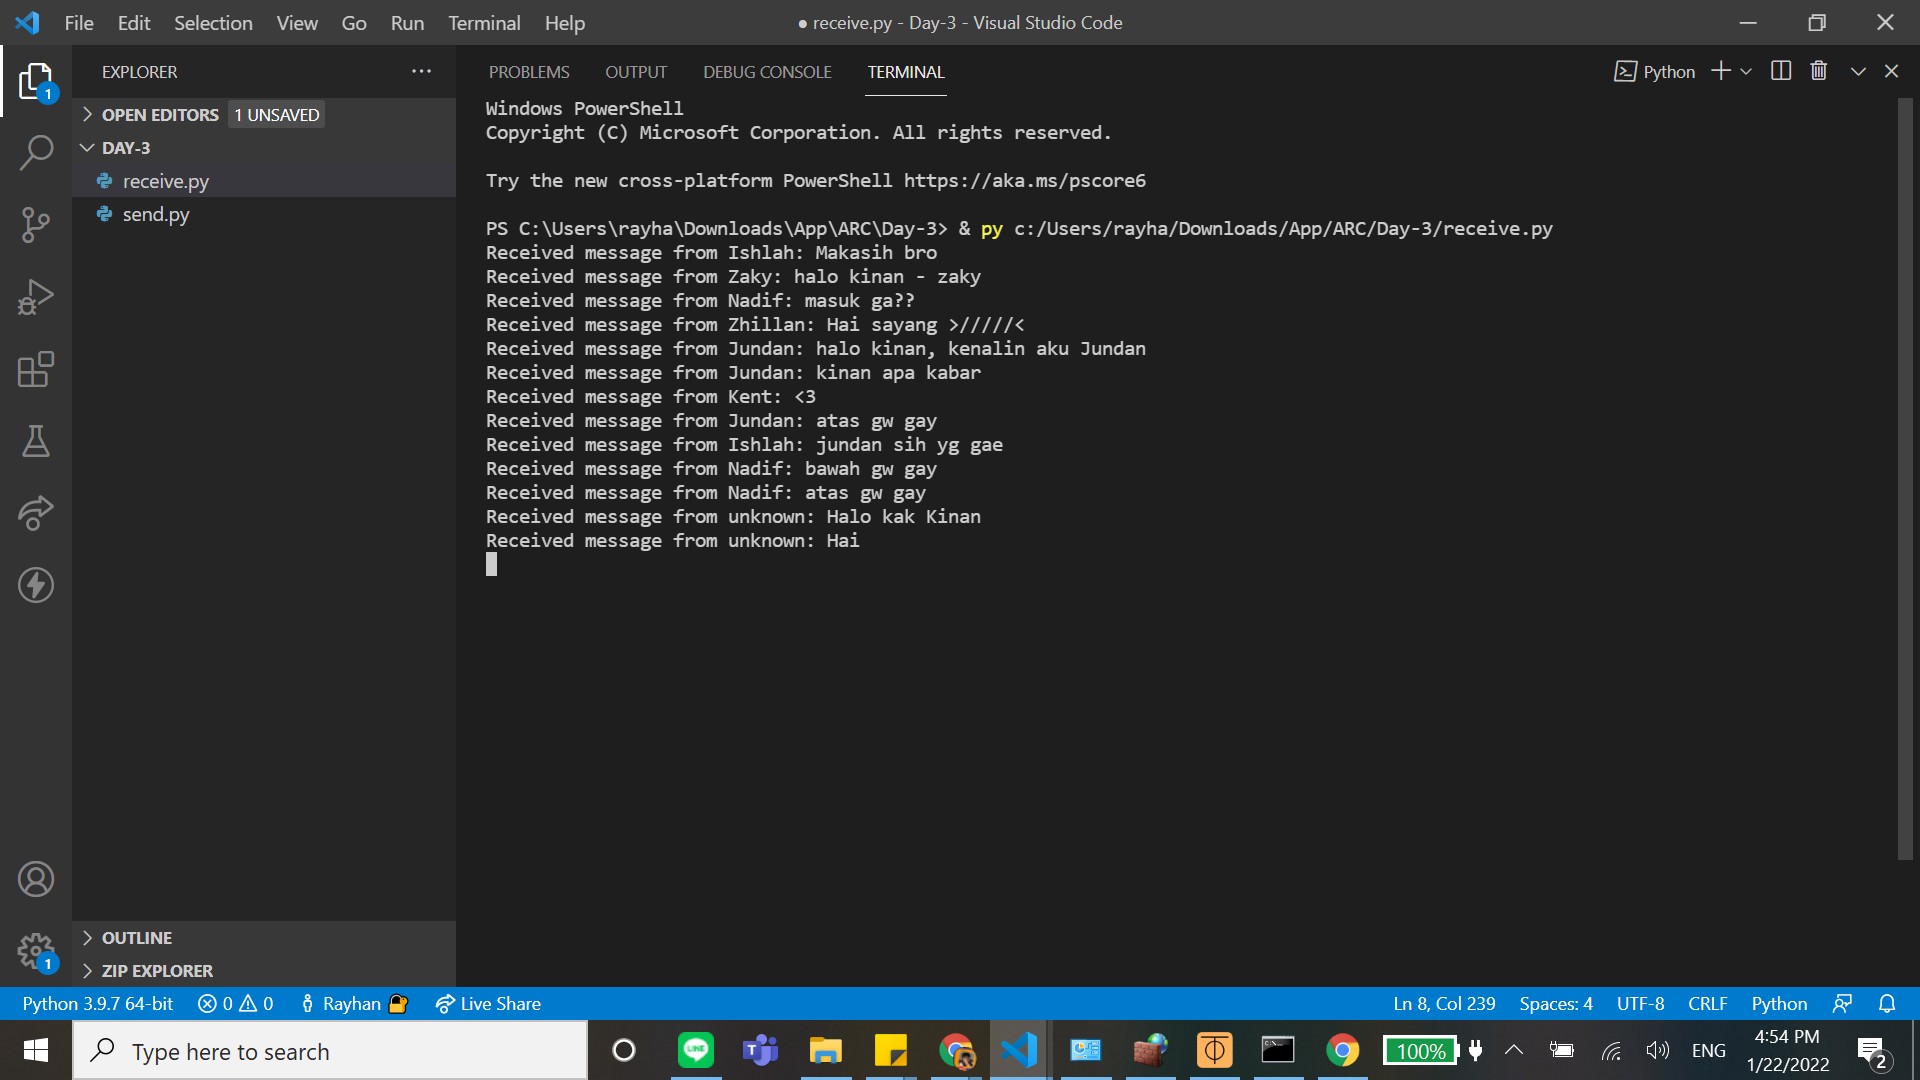 File Edit Selection View Go Run Terminal Help
● receive.py - Day-3 - Visual Studio Code
EXPLORER
1
OPEN EDITORS 1 UNSAVED
DAY-3
receive.py
send.py
OUTLINE
1
ZIP EXPLORER
PROBLEMS OUTPUT DEBUG CONSOLE TERMINAL
Python
Windows PowerShell
Copyright (C) Microsoft Corporation. All rights reserved.
Try the new cross-platform PowerShell https://aka.ms/pscore6
PS C:\Users\rayha\Downloads\App\ARC\Day-3> & py c:/Users/rayha/Downloads/App/ARC/Day-3/receive.py
Received message from Ishlah: Makasih bro
Received message from Zaky: halo kinan - zaky
Received message from Nadif: masuk ga??
Received message from Zhillan: Hai sayang >/////<
Received message from Jundan: halo kinan, kenalin aku Jundan
Received message from Jundan: kinan apa kabar
Received message from Kent: <3
Received message from Jundan: atas gw gay
Received message from Ishlah: jundan sih yg gae
Received message from Nadif: bawah gw gay
Received message from Nadif: atas gw gay
Received message from unknown: Halo kak Kinan
Received message from unknown: Hai
Python 3.9.7 64-bit 0 0 Rayhan 🔐 Live Share
Ln 8, Col 239 Spaces: 4 UTF-8 CRLF Python
Type here to search
LINE
T
100%
ENG
4:54 PM
1/22/2022
2